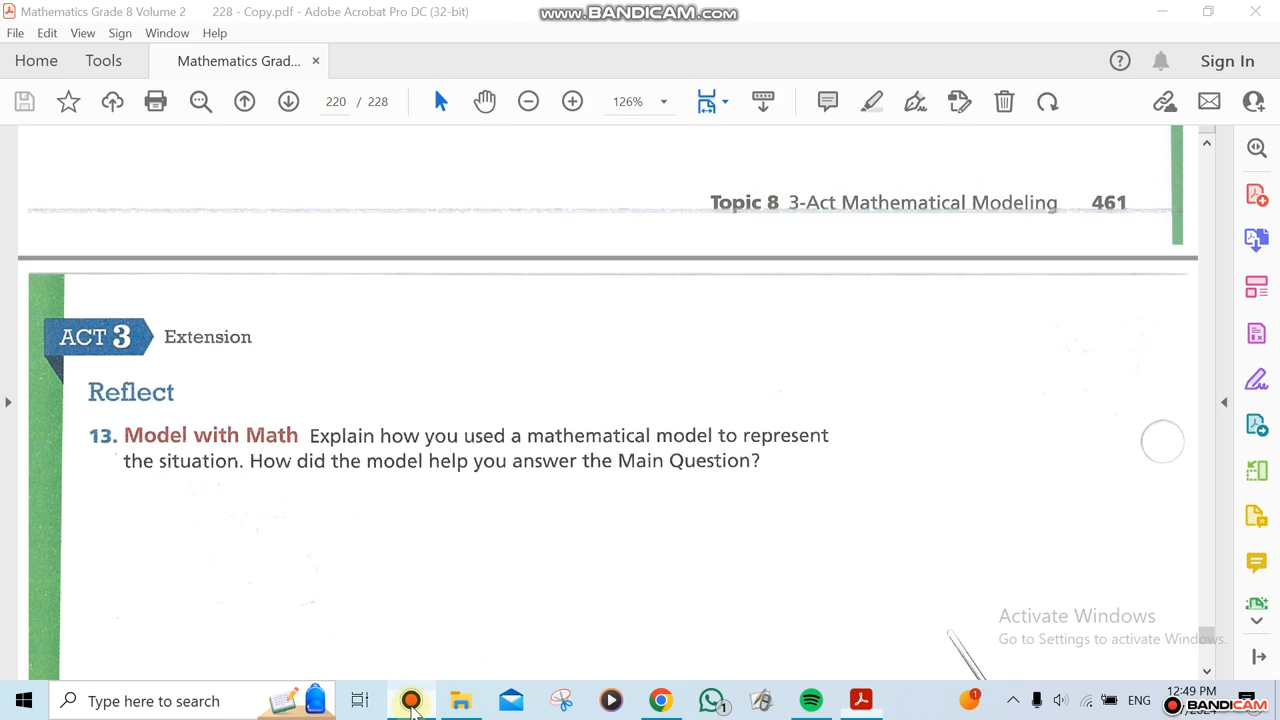 Mathematics Grade 8 Volume 2 228 - Copy.pdf - Adobe Acrobat Pro DC (32-bit)
www.BANDICAM.com
File Edit View Sign Window Help
Home Tools Mathematics Grad... × Sign In
220 / 228 126%
Topic 8 3-Act Mathematical Modeling 461
ACT 3 Extension
Reflect
13. Model with Math Explain how you used a mathematical model to represent
the situation. How did the model help you answer the Main Question?
Activate Windows
Go to Settings to activate Windows.
Type here to search
1
1
ENG
12:49 PM
BANDICAM